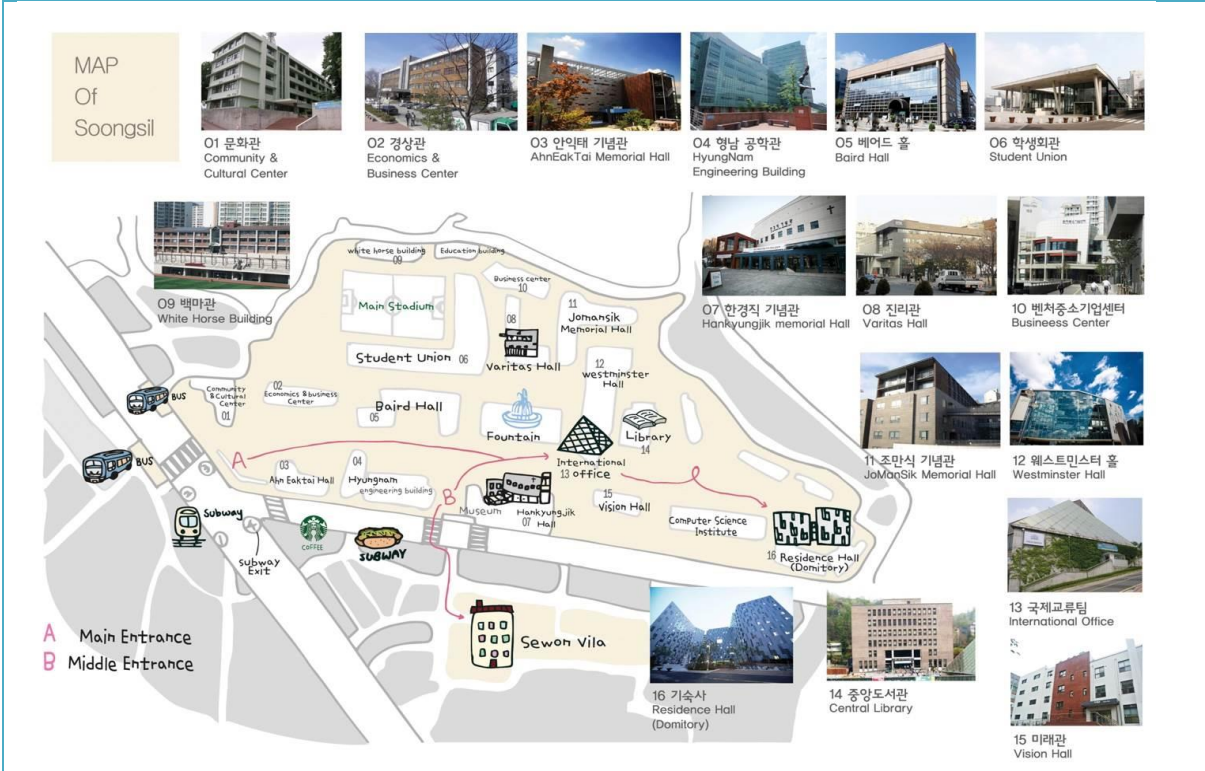 MAP
Of
Soongsil
01 문화관
Community &
Cultural Center
02 경상관
Economics &
Business Center
03 안익태 기념관
AhnEakTai Memorial Hall
04 형남 공학관
HyungNam
Engineering Building
05 베어드 홀
Baird Hall
06 학생회관
Student Union
09 백마관
White Horse Building
07 한경직 기념관
Hankyungjik memorial Hall
08 진리관
Varitas Hall
10 벤처중소기업센터
Busineess Center
11 조만식 기념관
JoManSik Memorial Hall
12 웨스트민스터 홀
Westminster Hall
13 국제교류팀
International Office
16 기숙사
Residence Hall
(Domitory)
14 중앙도서관
Central Library
15 미래관
Vision Hall
white horse building
09
Education building
Business center
10
Main Stadium
11
Jomansik
Memorial Hall
08
Varitas Hall
Student Union 06
12
westminster
Hall
Community
& Cultural
Center
01
02
Economics & business
Center
Baird Hall
05
Fountain
Library
14
International
13 office
BUS
BUS
A
03
Ahn Eaktai Hall
04
Hyungnam
engineering building
B
Museum
Hankyungjik
07 Hall
15
Vision Hall
Computer Science
Institute
16 Residence Hall
(Domitory)
Subway
Subway
Exit
COFFEE
SUBWAY
Sewon Vila
A Main Entrance
B Middle Entrance